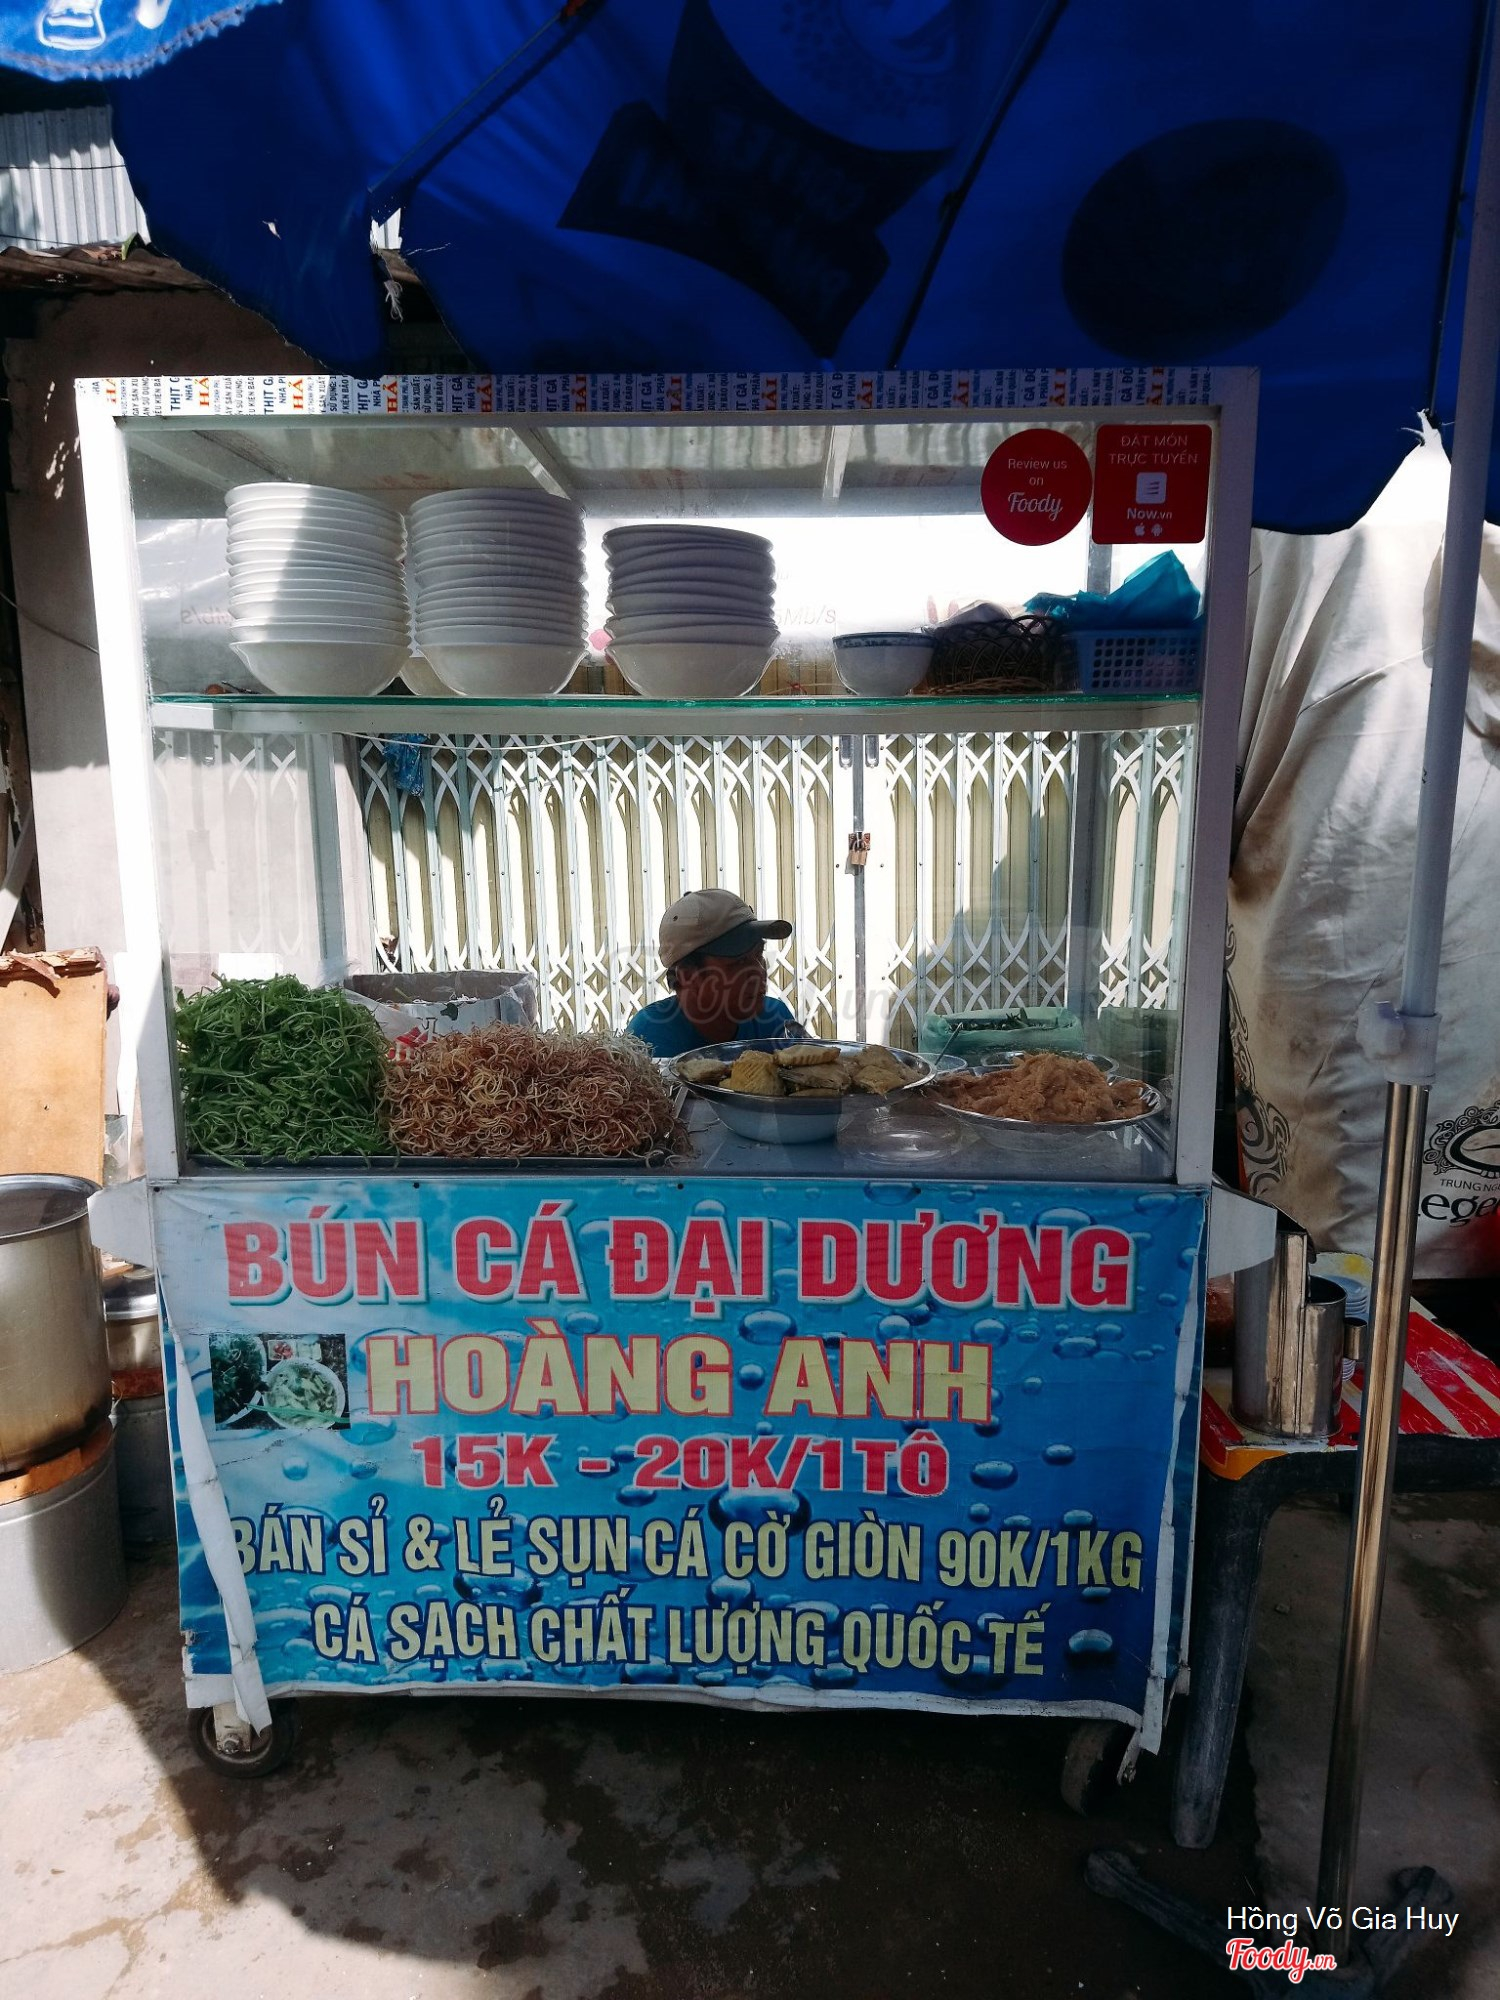 Review us
on
Foody
ĐẶT MÓN
TRỰC TUYẾN
Now.vn
BÚN CÁ ĐẠI DƯƠNG
HOÀNG ANH
15K - 20K/1TÔ
BÁN SỈ & LẺ SỤN CÁ CỜ GIÒN 90K/1KG
CÁ SẠCH CHẤT LƯỢNG QUỐC TẾ
Hồng Võ Gia Huy
Foody.vn